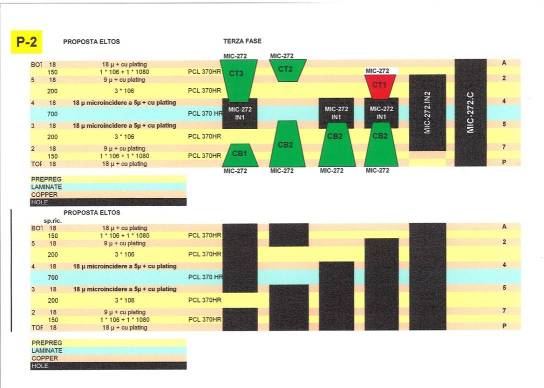 P-2 PROPOSTA ELTOS TERZA FASE
MIC-272 MIC-272
BOT 18 18 µ + cu plating A
150 1 * 106 + 1 * 1080 PCL 370HR CT3 CT2 MIC-272
5 18 9 µ + cu plating 2
200 3 * 106 CT1
4 18 18 µ microincidere a 5µ + cu plating MIC-272 MIC-272 MIC-272 4
700 PCL 370 HR IN1 IN1 IN1 MIC-272.IN2 MIC-272.C
3 18 18 µ microincidere a 5µ + cu plating 5
200 3 * 106 CB2 CB2 CB2
2 18 9 µ + cu plating 7
150 1 * 106 + 1 * 1080 PCL 370HR CB1
TOP 18 18 µ + cu plating P
MIC-272 MIC-272 MIC-272 MIC-272
PREPREG
LAMINATE
COPPER
HOLE
PROPOSTA ELTOS
sp.ric.
BOT 18 18 µ + cu plating A
150 1 * 106 + 1 * 1080 PCL 370HR
5 18 9 µ + cu plating 2
200 3 * 106
4 18 18 µ microincidere a 5µ + cu plating 4
700 PCL 370 HR
3 18 18 µ microincidere a 5µ + cu plating 5
200 3 * 106 PCL 370HR
2 18 9 µ + cu plating 7
150 1 * 106 + 1 * 1080 PCL 370HR
TOP 18 18 µ + cu plating P
PREPREG
LAMINATE
COPPER
HOLE